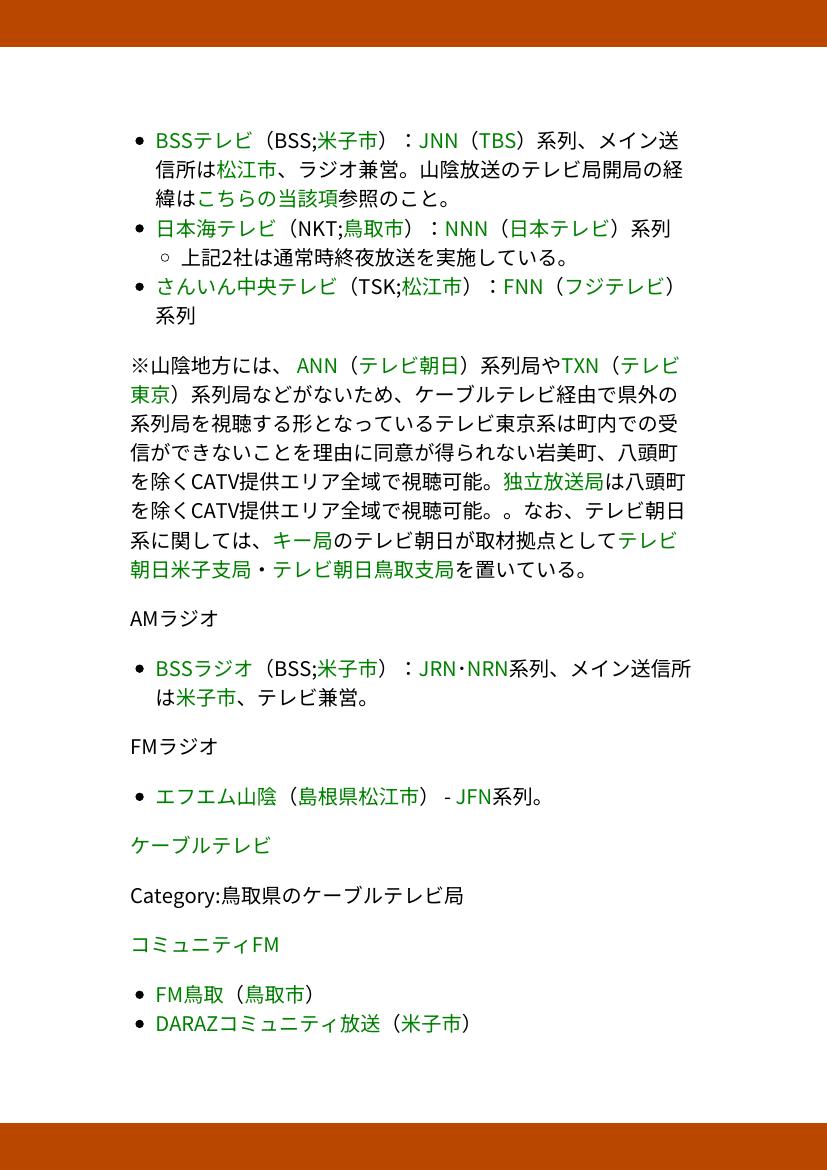 • BSSテレビ（BSS;米子市）：JNN（TBS）系列、メイン送
信所は松江市、ラジオ兼営。山陰放送のテレビ局開局の経
緯はこちらの当該項参照のこと。
• 日本海テレビ（NKT;鳥取市）：NNN（日本テレビ）系列
◦ 上記2社は通常時終夜放送を実施している。
• さんいん中央テレビ（TSK;松江市）：FNN（フジテレビ）
系列
※山陰地方には、 ANN（テレビ朝日）系列局やTXN（テレビ
東京）系列局などがないため、ケーブルテレビ経由で県外の
系列局を視聴する形となっているテレビ東京系は町内での受
信ができないことを理由に同意が得られない岩美町、八頭町
を除くCATV提供エリア全域で視聴可能。独立放送局は八頭町
を除くCATV提供エリア全域で視聴可能。。なお、テレビ朝日
系に関しては、キー局のテレビ朝日が取材拠点としてテレビ
朝日米子支局・テレビ朝日鳥取支局を置いている。
AMラジオ
• BSSラジオ（BSS;米子市）：JRN･NRN系列、メイン送信所
は米子市、テレビ兼営。
FMラジオ
• エフエム山陰（島根県松江市） - JFN系列。
ケーブルテレビ
Category:鳥取県のケーブルテレビ局
コミュニティFM
• FM鳥取（鳥取市）
• DARAZコミュニティ放送（米子市）